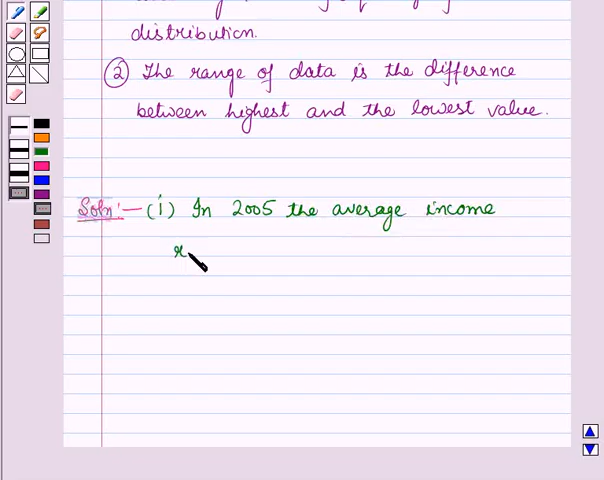 distribution.
② The range of data is the difference
between highest and the lowest value.
Soln:- (i) In 2005 the average income